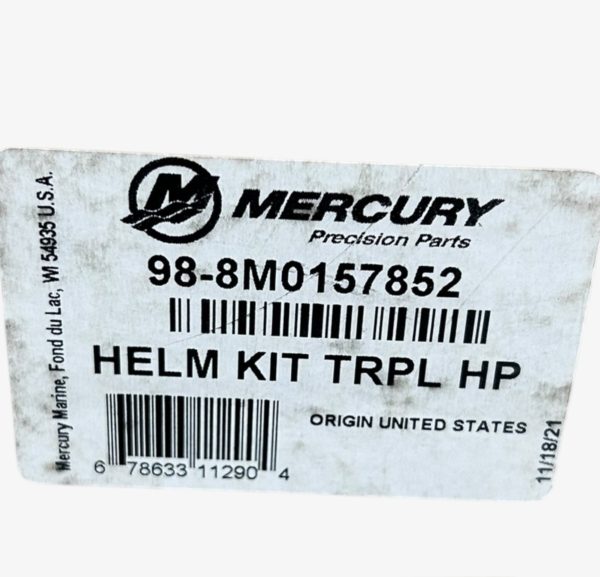 MERCURY
Precision Parts
98-8M0157852
HELM KIT TRPL HP
ORIGIN UNITED STATES
6 78633 11290 4
11/18/21
Mercury Marine, Fond du Lac, WI 54935 U.S.A.